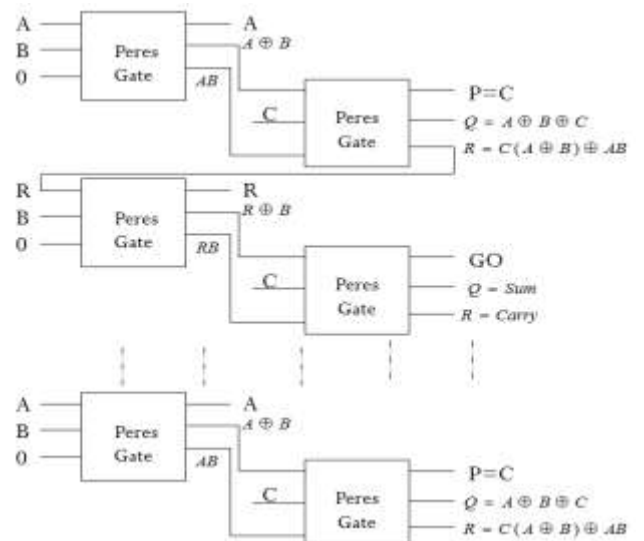 A
A
B
Peres
Gate
A ⊕ B
0
AB
C
Peres
Gate
P=C
Q = A ⊕ B ⊕ C
R = C(A ⊕ B) ⊕ AB
R
R
B
Peres
Gate
R ⊕ B
0
RB
C
Peres
Gate
GO
Q = Sum
R = Carry
A
A
B
Peres
Gate
A ⊕ B
0
AB
C
Peres
Gate
P=C
Q = A ⊕ B ⊕ C
R = C(A ⊕ B) ⊕ AB